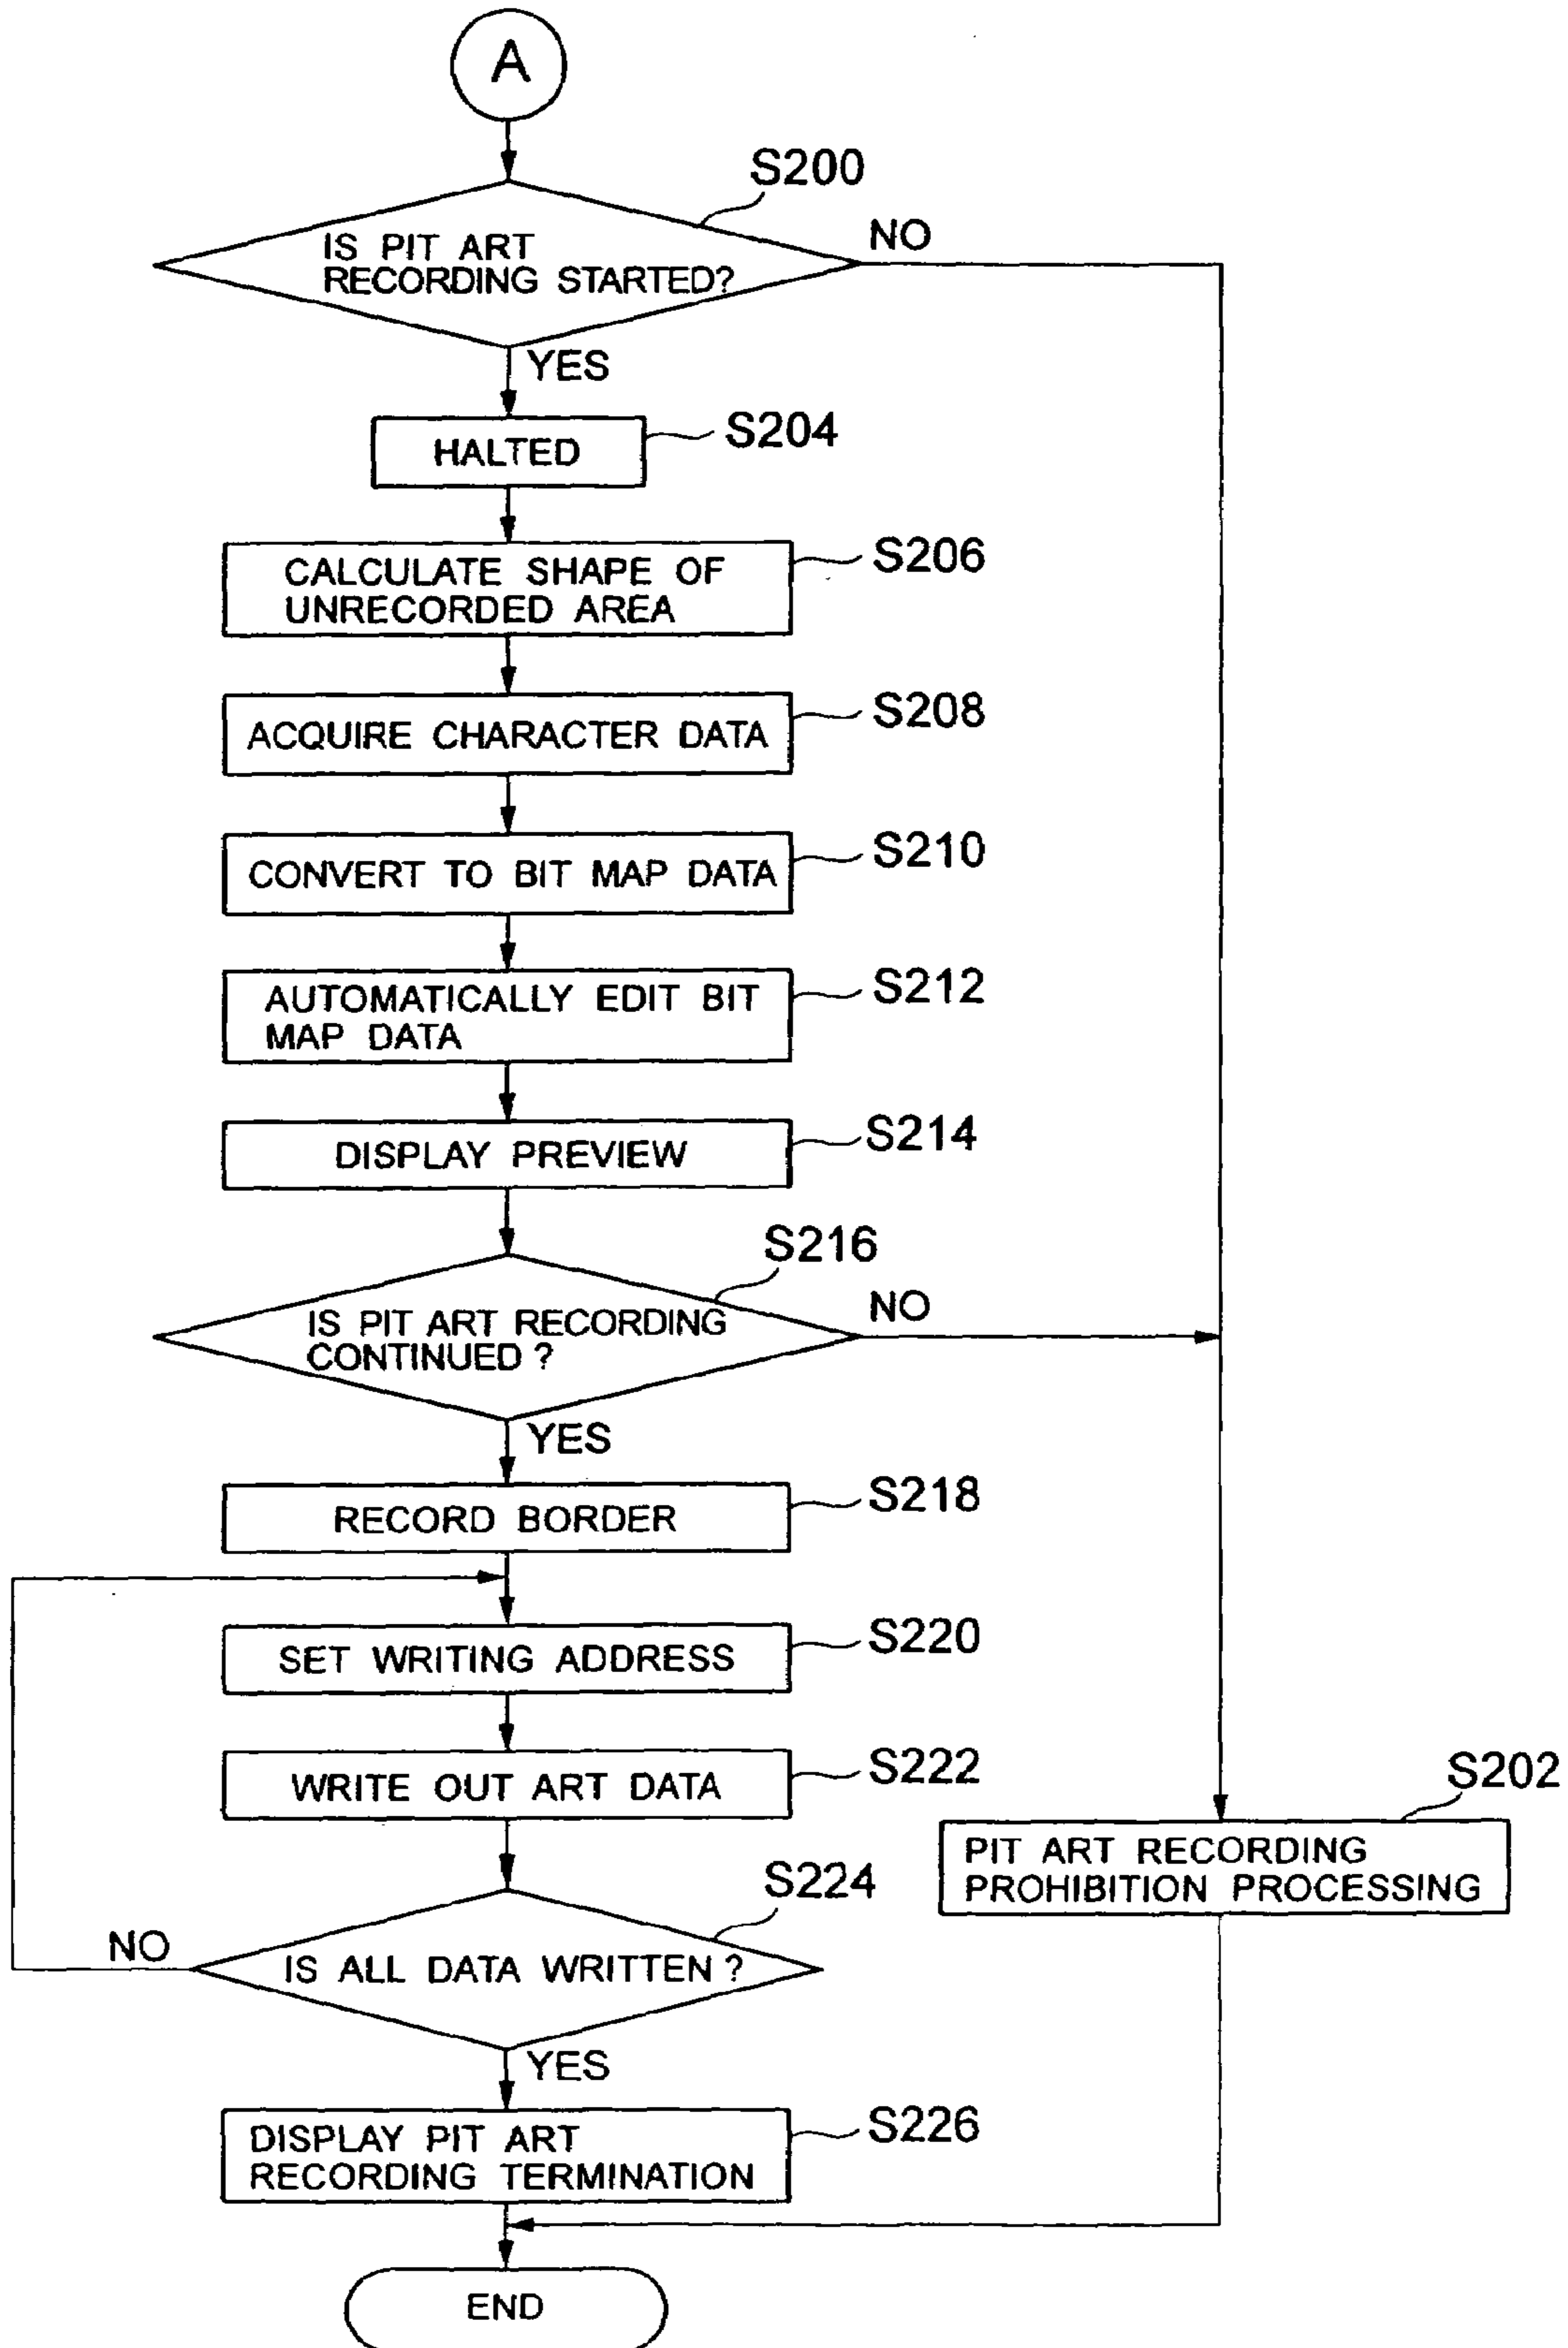 A
S200
IS PIT ART
RECORDING STARTED?
NO
YES
HALTED
S204
CALCULATE SHAPE OF
UNRECORDED AREA
S206
ACQUIRE CHARACTER DATA
S208
CONVERT TO BIT MAP DATA
S210
AUTOMATICALLY EDIT BIT
MAP DATA
S212
DISPLAY PREVIEW
S214
S216
IS PIT ART RECORDING
CONTINUED ?
NO
YES
RECORD BORDER
S218
SET WRITING ADDRESS
S220
WRITE OUT ART DATA
S222
S202
PIT ART RECORDING
PROHIBITION PROCESSING
S224
IS ALL DATA WRITTEN ?
NO
YES
DISPLAY PIT ART
RECORDING TERMINATION
S226
END